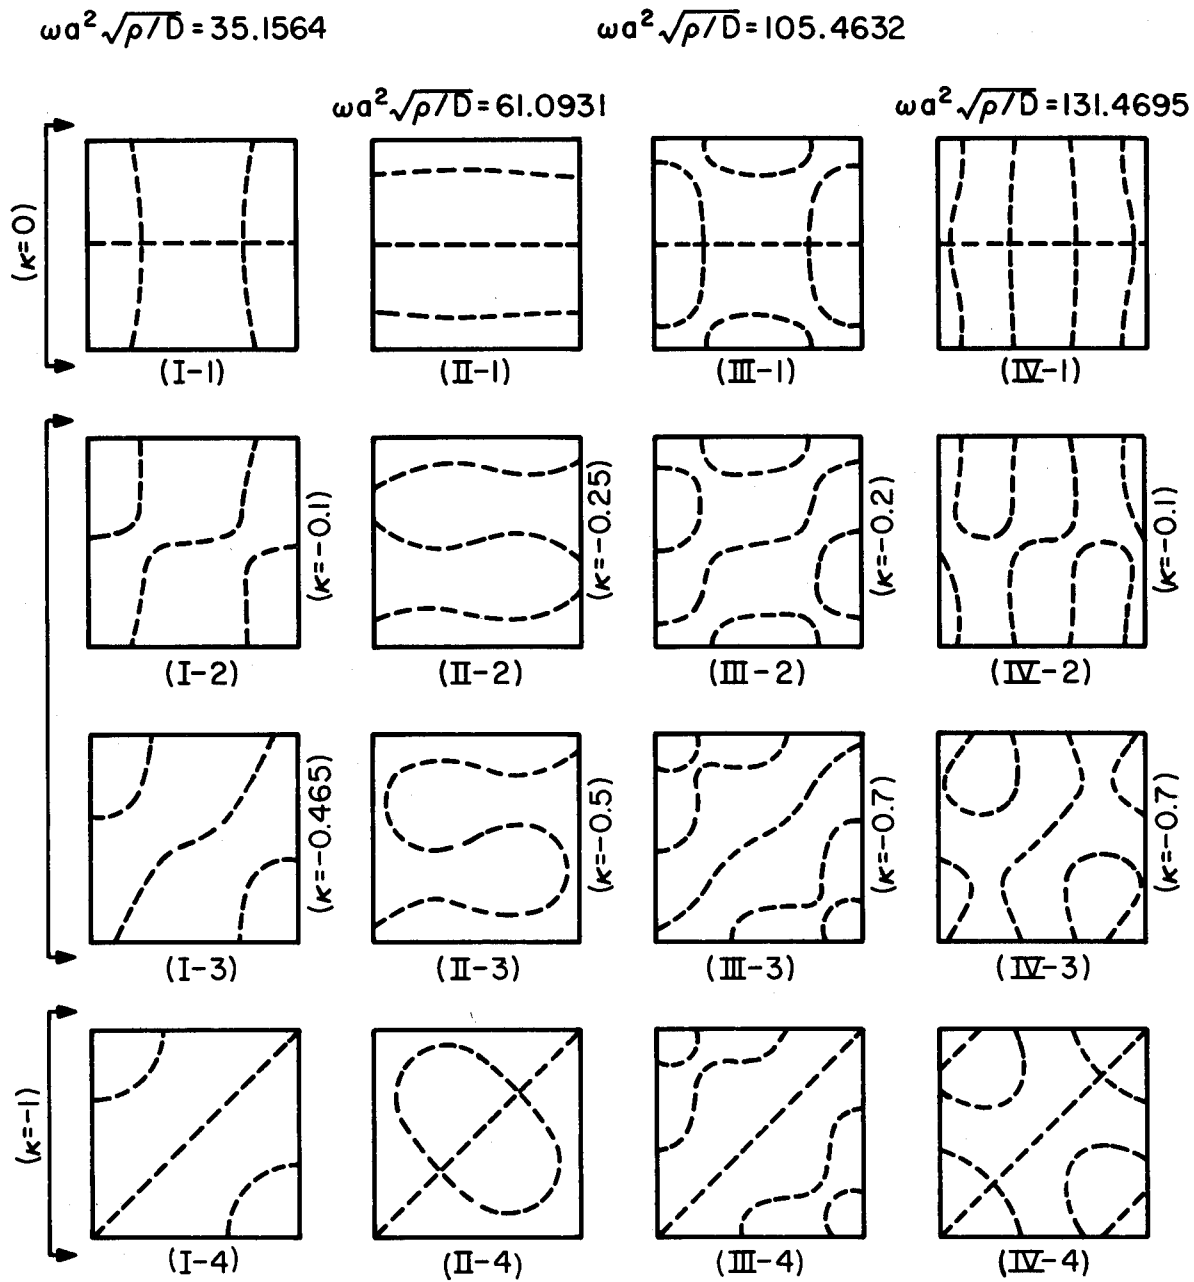 ωa²√ρ/D = 35.1564 ωa²√ρ/D = 105.4632
ωa²√ρ/D = 61.0931 ωa²√ρ/D = 131.4695
(κ=0)
(I-1) (II-1) (III-1) (IV-1)
(κ=-0.1) (κ=-0.25) (κ=-0.2) (κ=-0.1)
(I-2) (II-2) (III-2) (IV-2)
(κ=-0.465) (κ=-0.5) (κ=-0.7) (κ=-0.7)
(I-3) (II-3) (III-3) (IV-3)
(κ=-1)
(I-4) (II-4) (III-4) (IV-4)